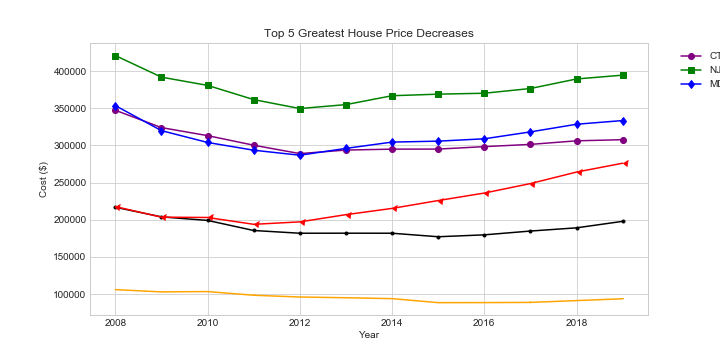 Top 5 Greatest House Price Decreases
CT
NJ
MD
400000
350000
300000
250000
200000
150000
100000
Cost ($)
2008 2010 2012 2014 2016 2018
Year